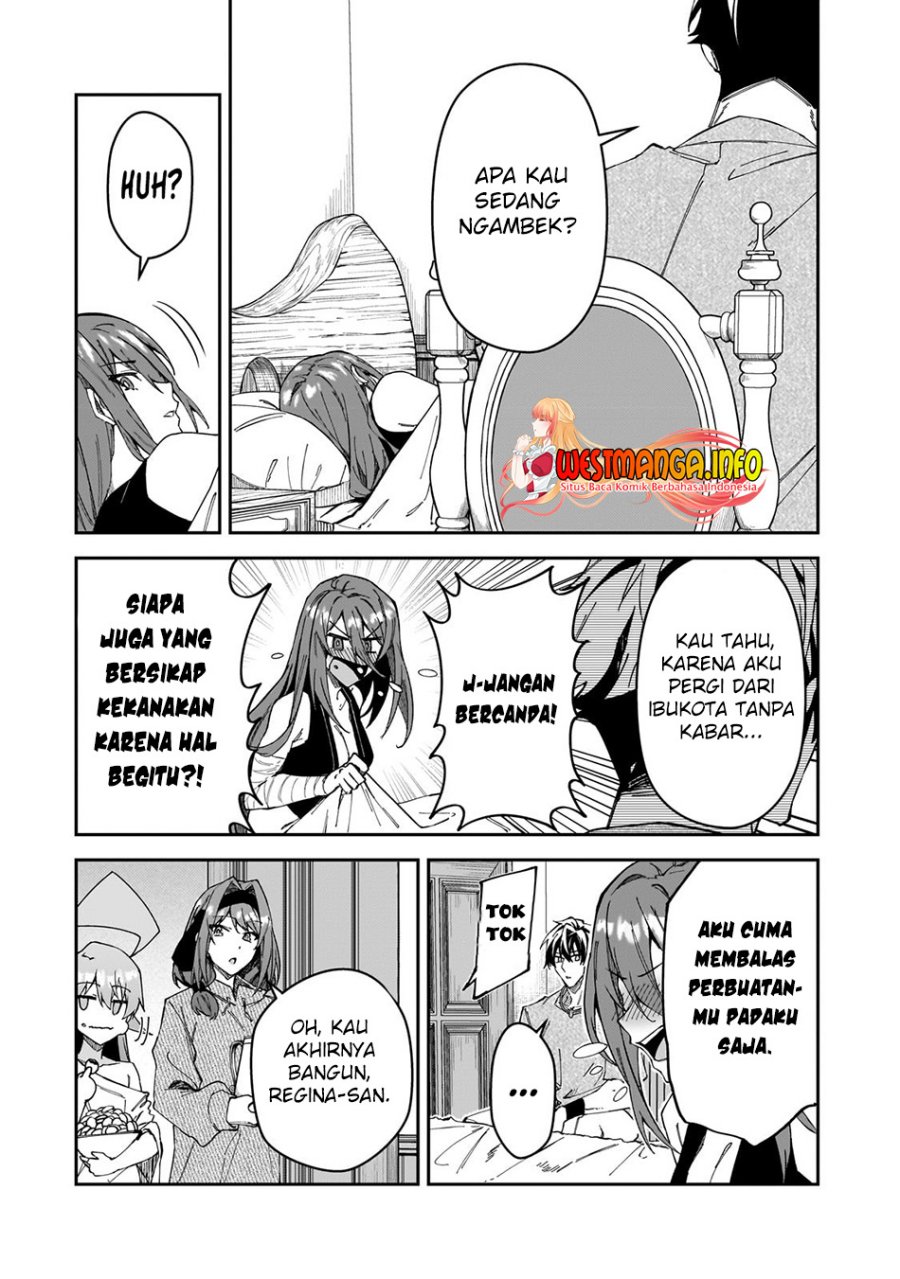 APA KAU
SEDANG
NGAMBEK?
HUH?
WESTMANGA.INFO
Situs Baca Komik Berbahasa Indonesia
KAU TAHU,
KARENA AKU
PERGI DARI
IBUKOTA TANPA
KABAR...
J-JANGAN
BERCANDA!
SIAPA
JUGA YANG
BERSIKAP
KEKANAKAN
KARENA HAL
BEGITU?!
AKU CUMA
MEMBALAS
PERBUATAN-
MU PADAKU
SAJA.
...
TOK
TOK
OH, KAU
AKHIRNYA
BANGUN,
REGINA-SAN.